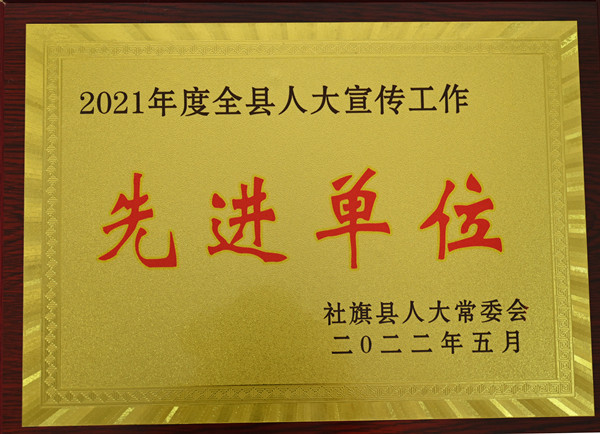 2021年度全县人大宣传工作
先进单位
社旗县人大常委会
二0二二年五月